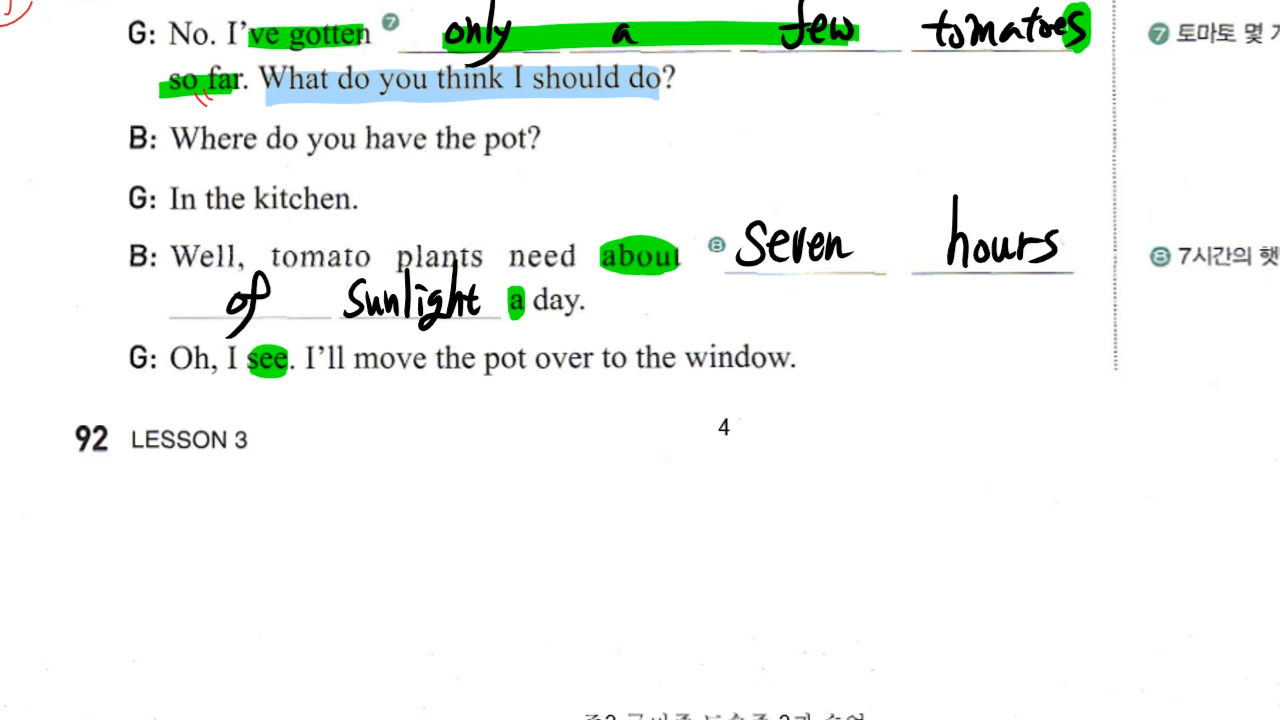 G: No. I've gotten ⑦ only a few tomatoes
⑦ 토마토 몇
so far. What do you think I should do?
B: Where do you have the pot?
G: In the kitchen.
B: Well, tomato plants need about ⑧ seven hours
⑧ 7시간의
of sunlight a day.
G: Oh, I see. I'll move the pot over to the window.
92 LESSON 3
4